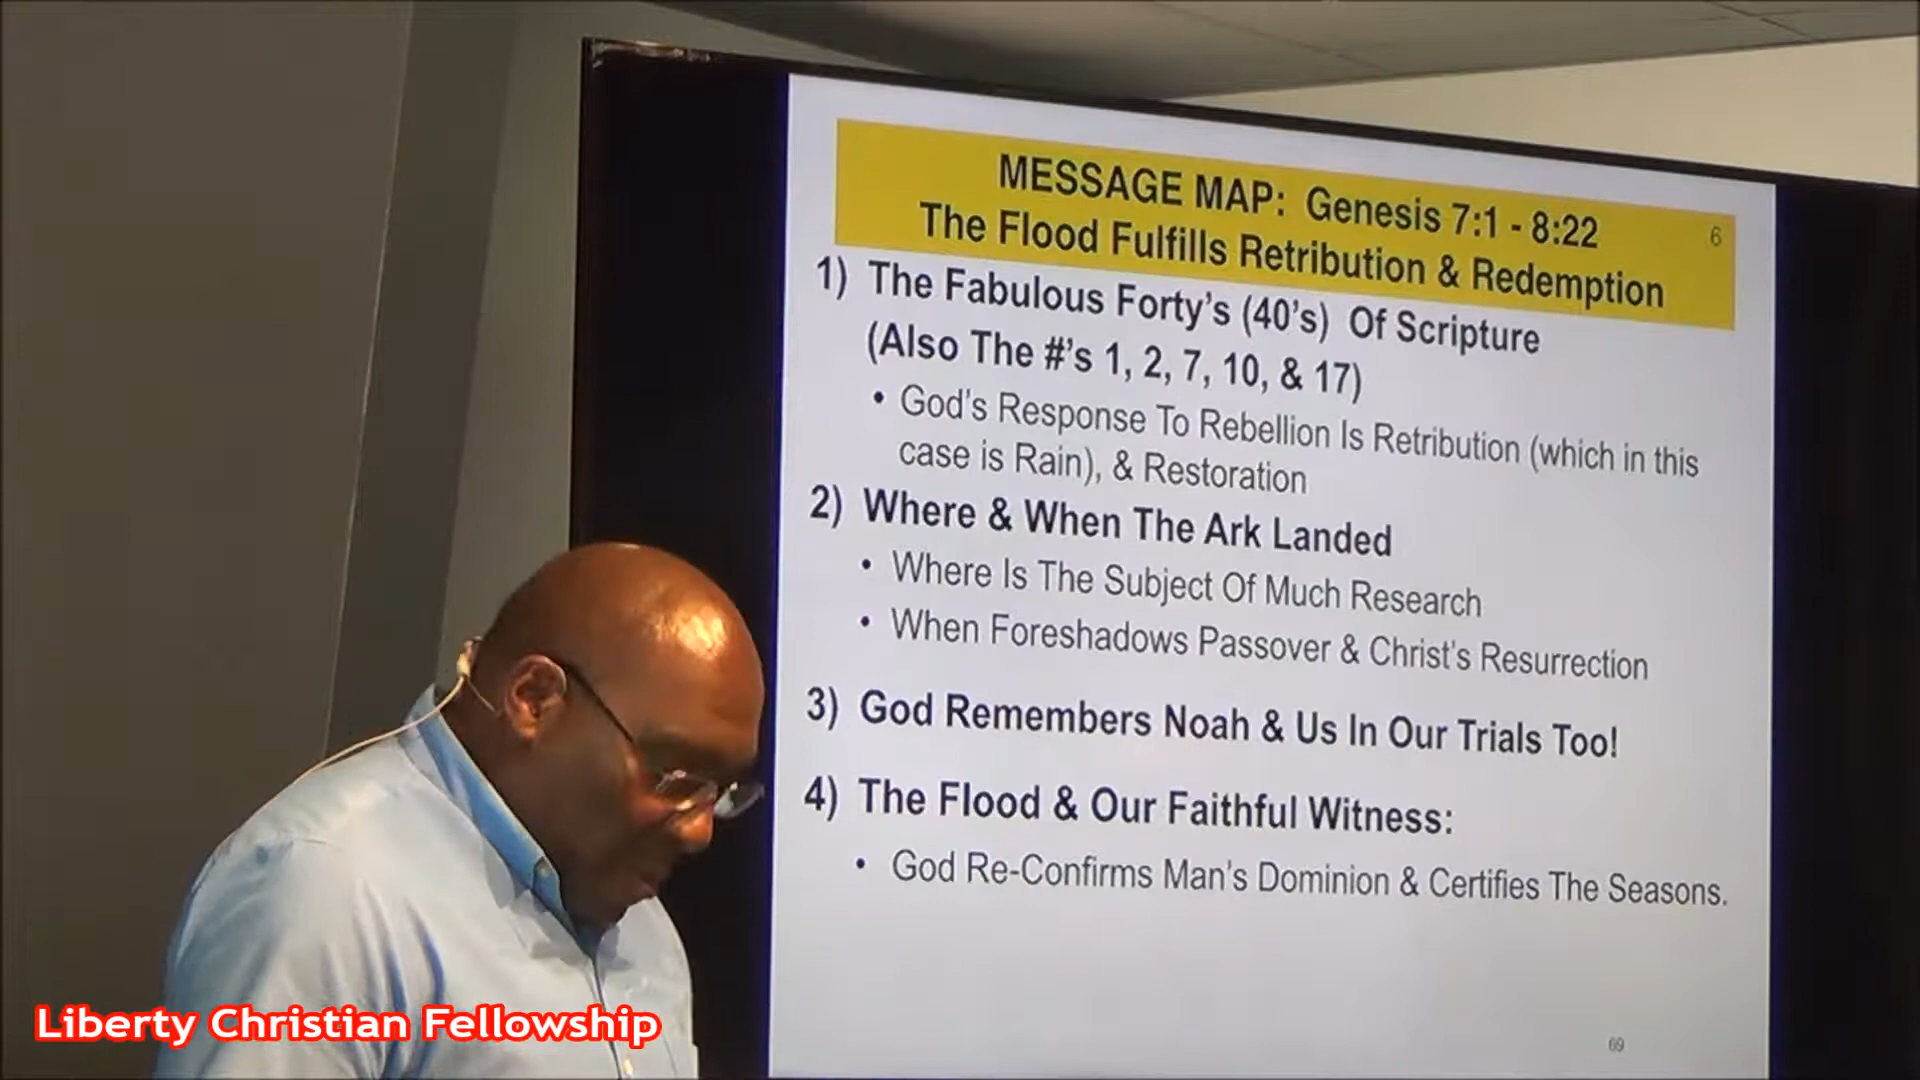 MESSAGE MAP: Genesis 7:1 - 8:22
6
The Flood Fulfills Retribution & Redemption
1) The Fabulous Forty's (40's) Of Scripture
(Also The #'s 1, 2, 7, 10, & 17)
• God's Response To Rebellion Is Retribution (which in this
case is Rain), & Restoration
2) Where & When The Ark Landed
• Where Is The Subject Of Much Research
• When Foreshadows Passover & Christ's Resurrection
3) God Remembers Noah & Us In Our Trials Too!
4) The Flood & Our Faithful Witness:
• God Re-Confirms Man's Dominion & Certifies The Seasons.
69
Liberty Christian Fellowship